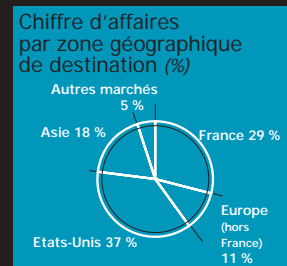 Chiffre d'affaires
par zone géographique
de destination (%)
Autres marchés
5 %
Asie 18 %
France 29 %
Europe
(hors
France)
11 %
Etats-Unis 37 %